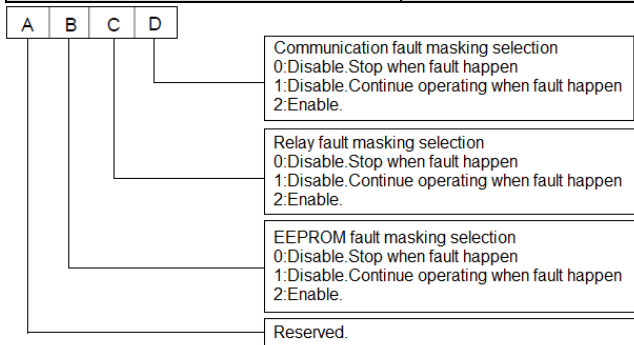 A B C D
Communication fault masking selection
0:Disable.Stop when fault happen
1:Disable.Continue operating when fault happen
2:Enable.
Relay fault masking selection
0:Disable.Stop when fault happen
1:Disable.Continue operating when fault happen
2:Enable.
EEPROM fault masking selection
0:Disable.Stop when fault happen
1:Disable.Continue operating when fault happen
2:Enable.
Reserved.